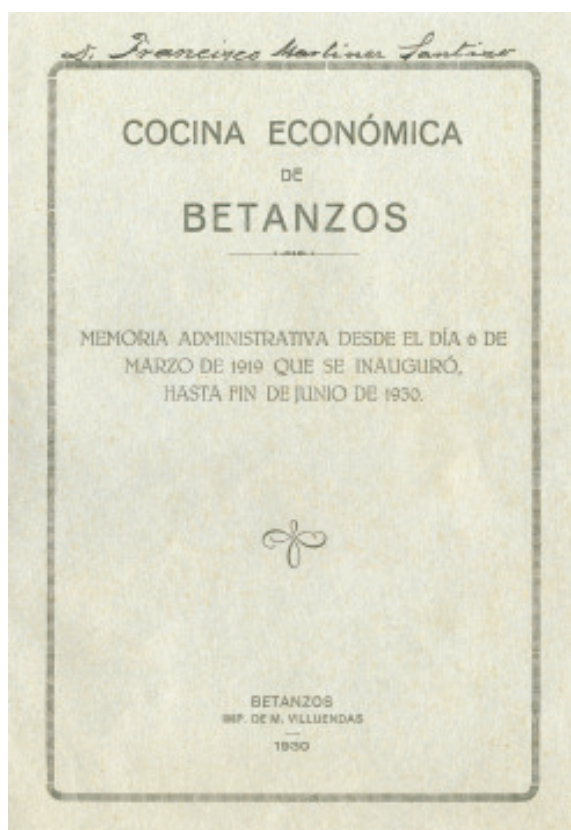 D. Francisco Martinez Santiso
COCINA ECONÓMICA
DE
BETANZOS
MEMORIA ADMINISTRATIVA DESDE EL DÍA 6 DE
MARZO DE 1919 QUE SE INAUGURÓ,
HASTA FIN DE JUNIO DE 1930.
BETANZOS
IMP. DE M. VILLUENDAS
1930